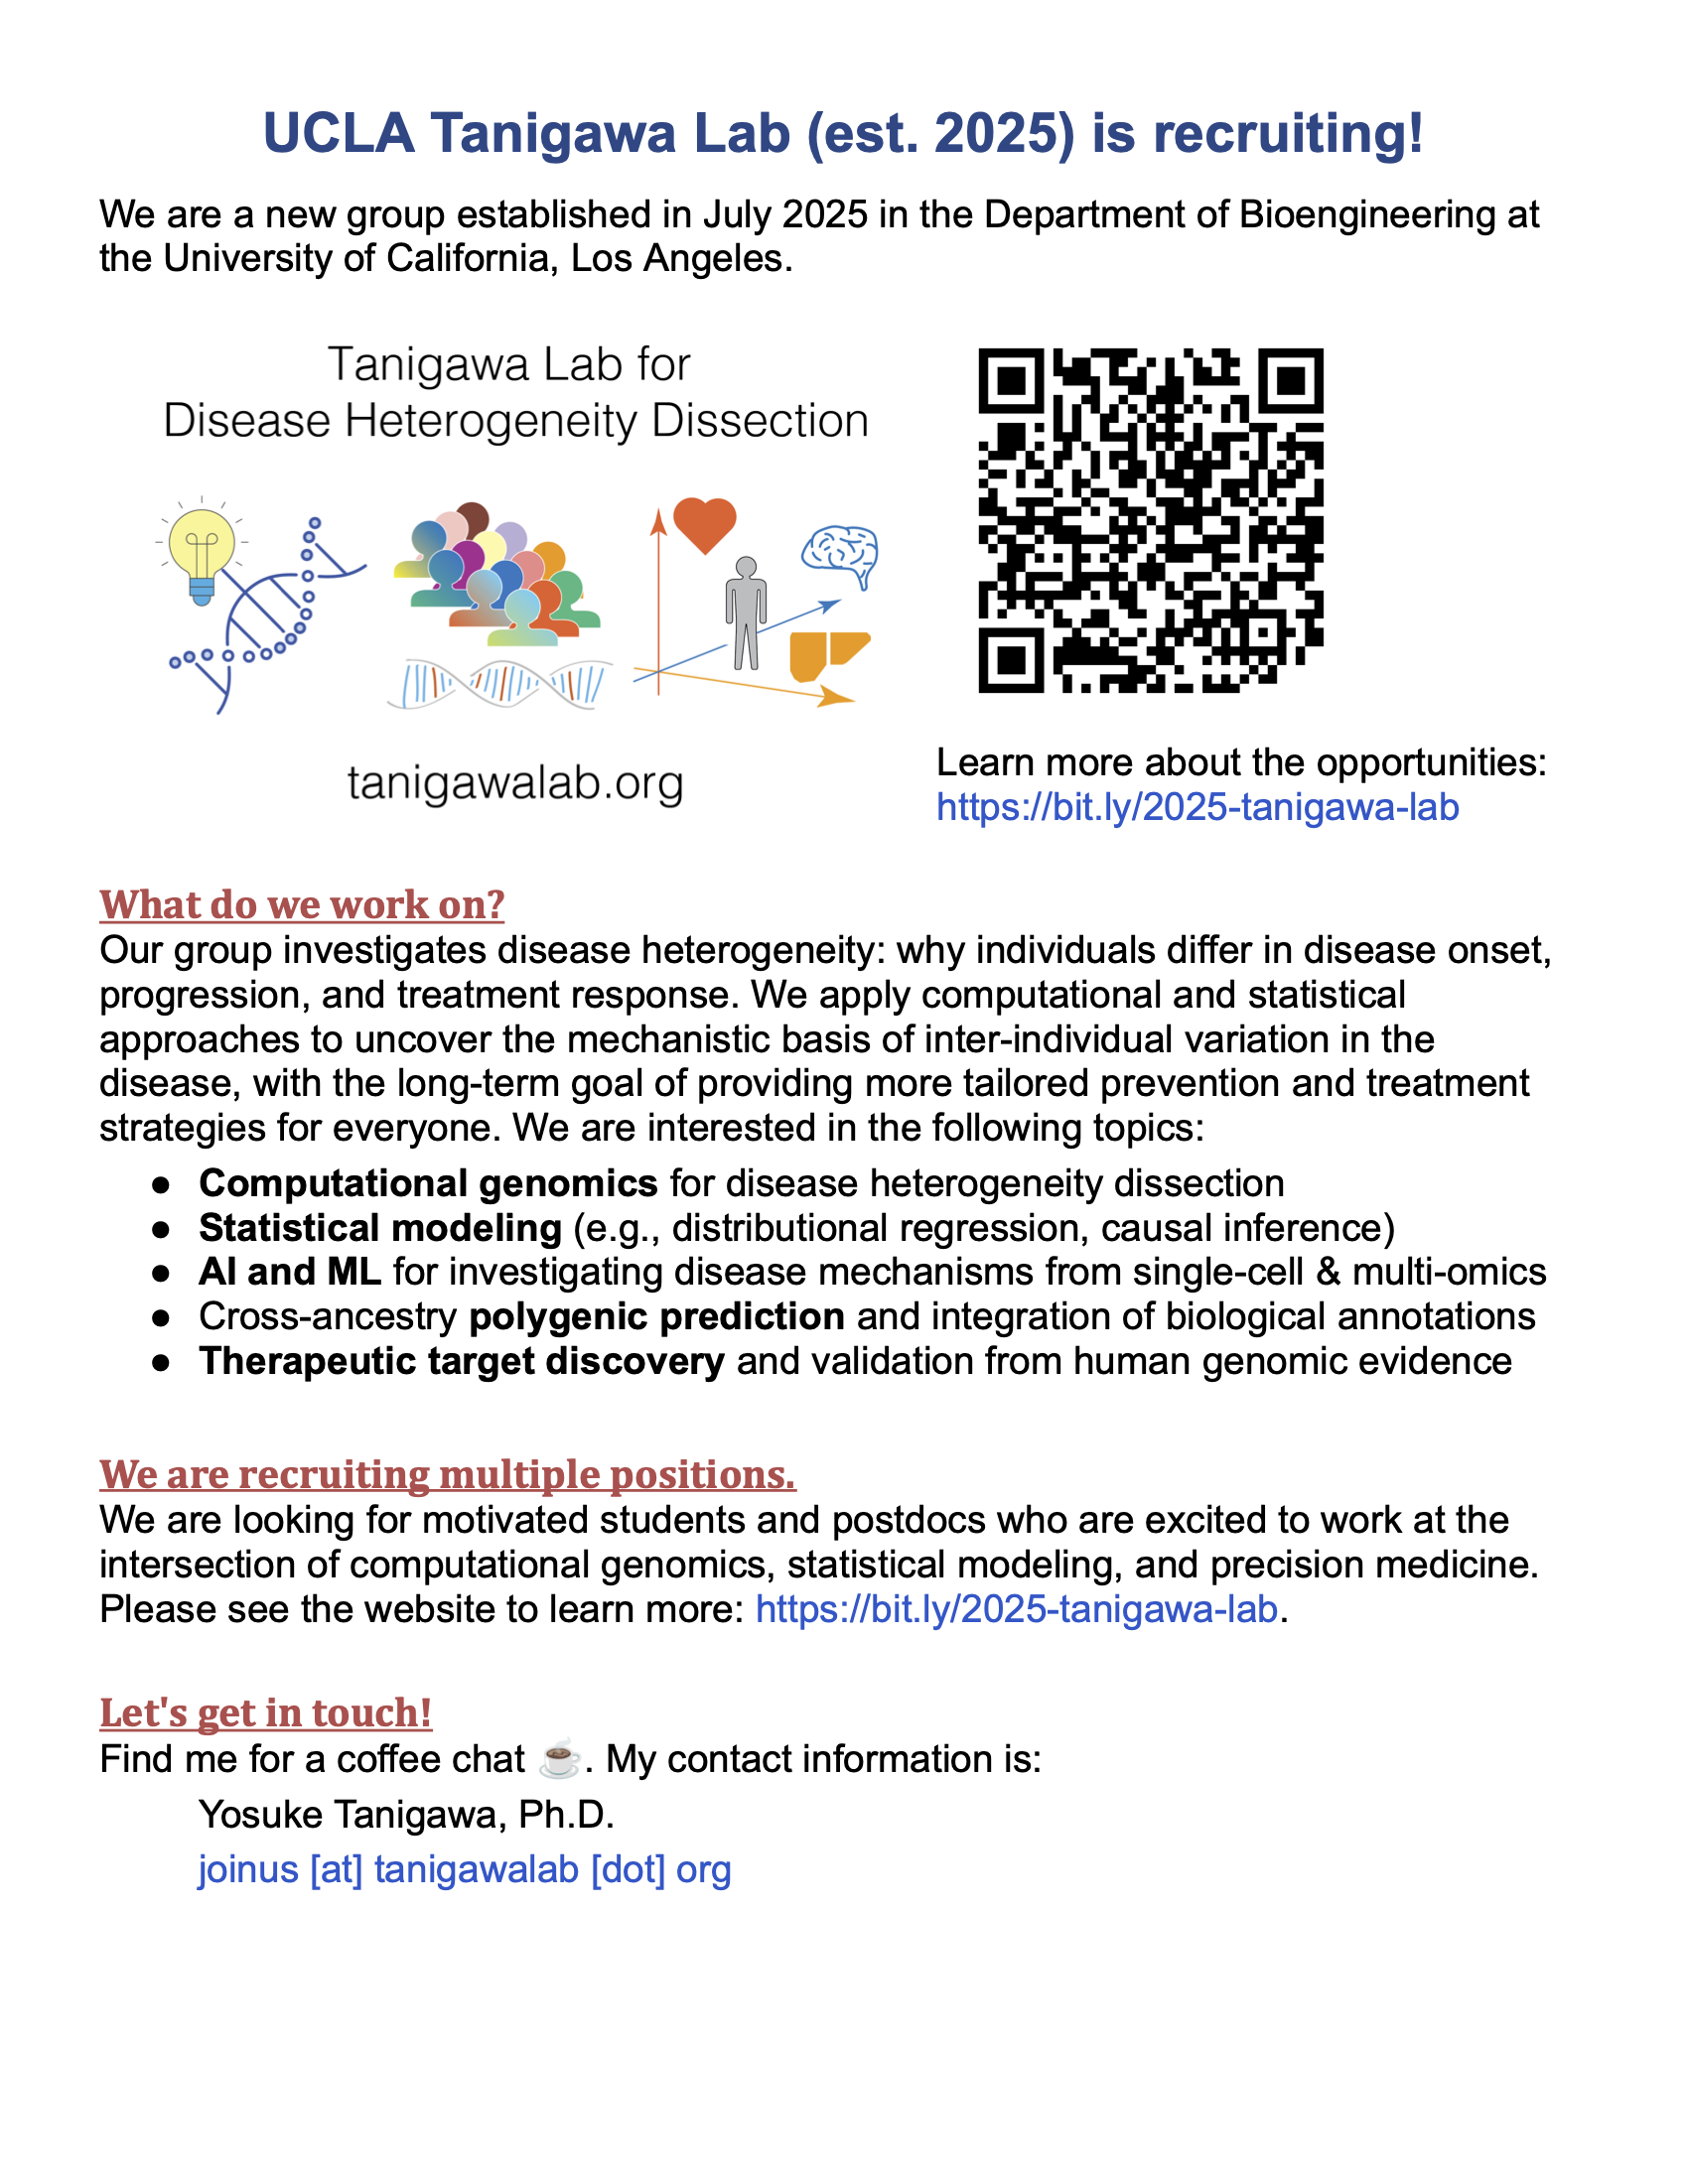 UCLA Tanigawa Lab (est. 2025) is recruiting!
We are a new group established in July 2025 in the Department of Bioengineering at
the University of California, Los Angeles.
Tanigawa Lab for
Disease Heterogeneity Dissection
tanigawalab.org
Learn more about the opportunities:
https://bit.ly/2025-tanigawa-lab
What do we work on?
Our group investigates disease heterogeneity: why individuals differ in disease onset,
progression, and treatment response. We apply computational and statistical
approaches to uncover the mechanistic basis of inter-individual variation in the
disease, with the long-term goal of providing more tailored prevention and treatment
strategies for everyone. We are interested in the following topics:
● Computational genomics for disease heterogeneity dissection
● Statistical modeling (e.g., distributional regression, causal inference)
● AI and ML for investigating disease mechanisms from single-cell & multi-omics
● Cross-ancestry polygenic prediction and integration of biological annotations
● Therapeutic target discovery and validation from human genomic evidence
We are recruiting multiple positions.
We are looking for motivated students and postdocs who are excited to work at the
intersection of computational genomics, statistical modeling, and precision medicine.
Please see the website to learn more: https://bit.ly/2025-tanigawa-lab.
Let's get in touch!
Find me for a coffee chat ☕. My contact information is:
Yosuke Tanigawa, Ph.D.
joinus [at] tanigawalab [dot] org